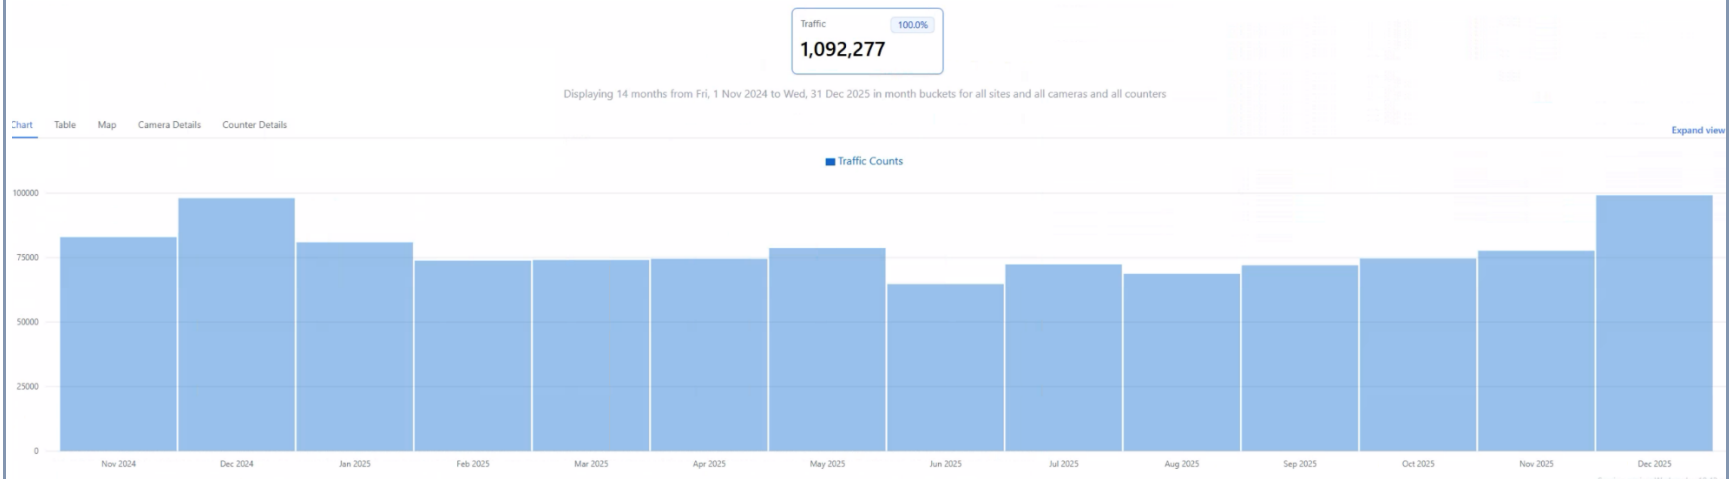 Traffic 100.0%
1,092,277
Displaying 14 months from Fri, 1 Nov 2024 to Wed, 31 Dec 2025 in month buckets for all sites and all cameras and all counters
Chart Table Map Camera Details Counter Details
Expand view
Traffic Counts
100000
75000
50000
25000
0
Nov 2024 Dec 2024 Jan 2025 Feb 2025 Mar 2025 Apr 2025 May 2025 Jun 2025 Jul 2025 Aug 2025 Sep 2025 Oct 2025 Nov 2025 Dec 2025